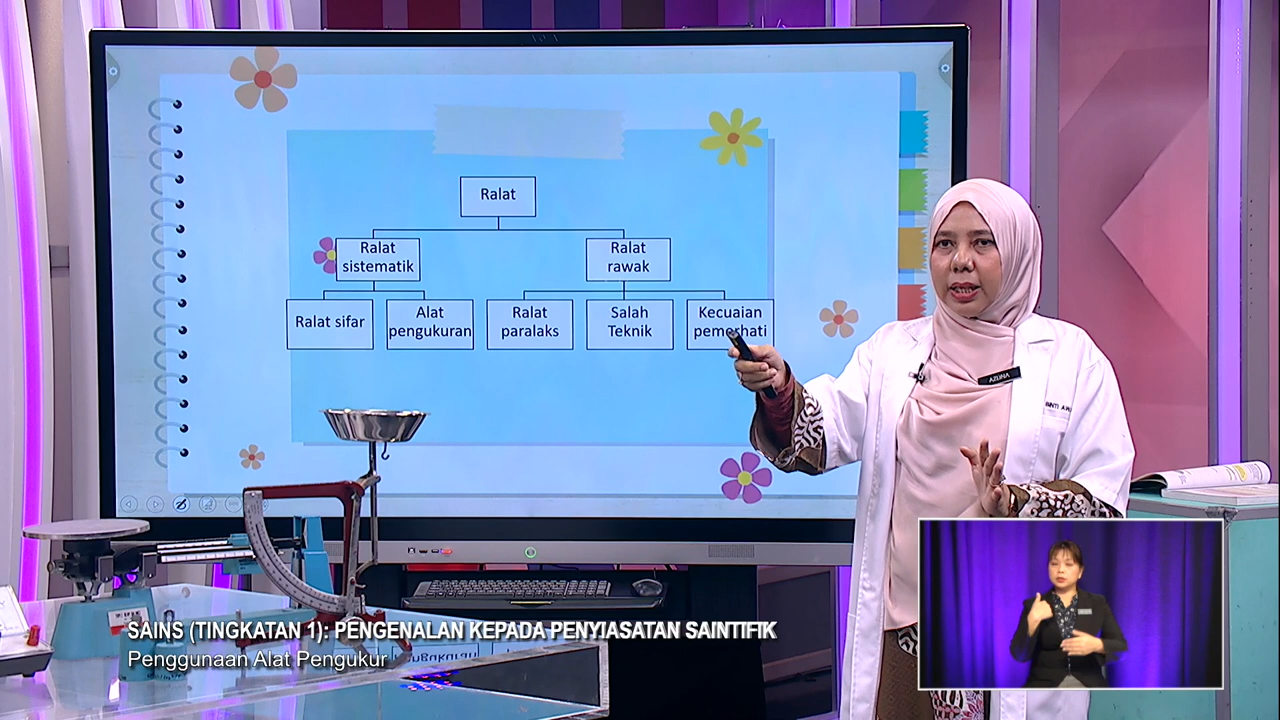 Ralat
Ralat
sistematik
Ralat
rawak
Ralat sifar
Alat
pengukuran
Ralat
paralaks
Salah
Teknik
Kecuaian
pemerhati
AZLINA
SAINS (TINGKATAN 1): PENGENALAN KEPADA PENYIASATAN SAINTIFIK
Penggunaan Alat Pengukur